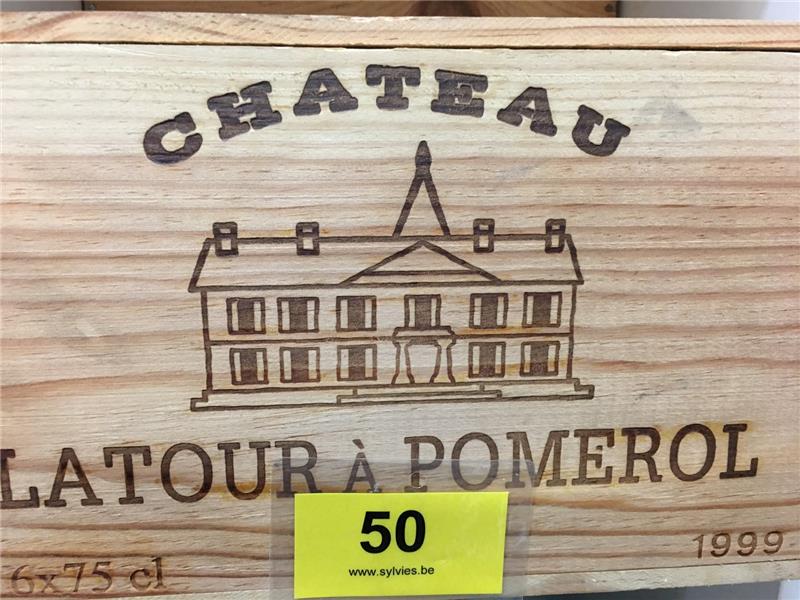 CHATEAU
LATOUR À POMEROL
50
www.sylvies.be
1999
6x75 cl